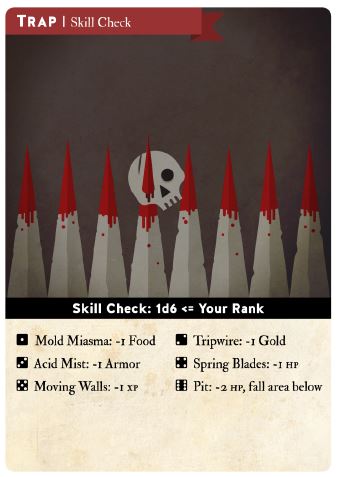 TRAP | Skill Check
Skill Check: 1d6 <= Your Rank
Mold Miasma: -1 Food
Tripwire: -1 Gold
Acid Mist: -1 Armor
Spring Blades: -1 HP
Moving Walls: -1 XP
Pit: -2 HP, fall area below